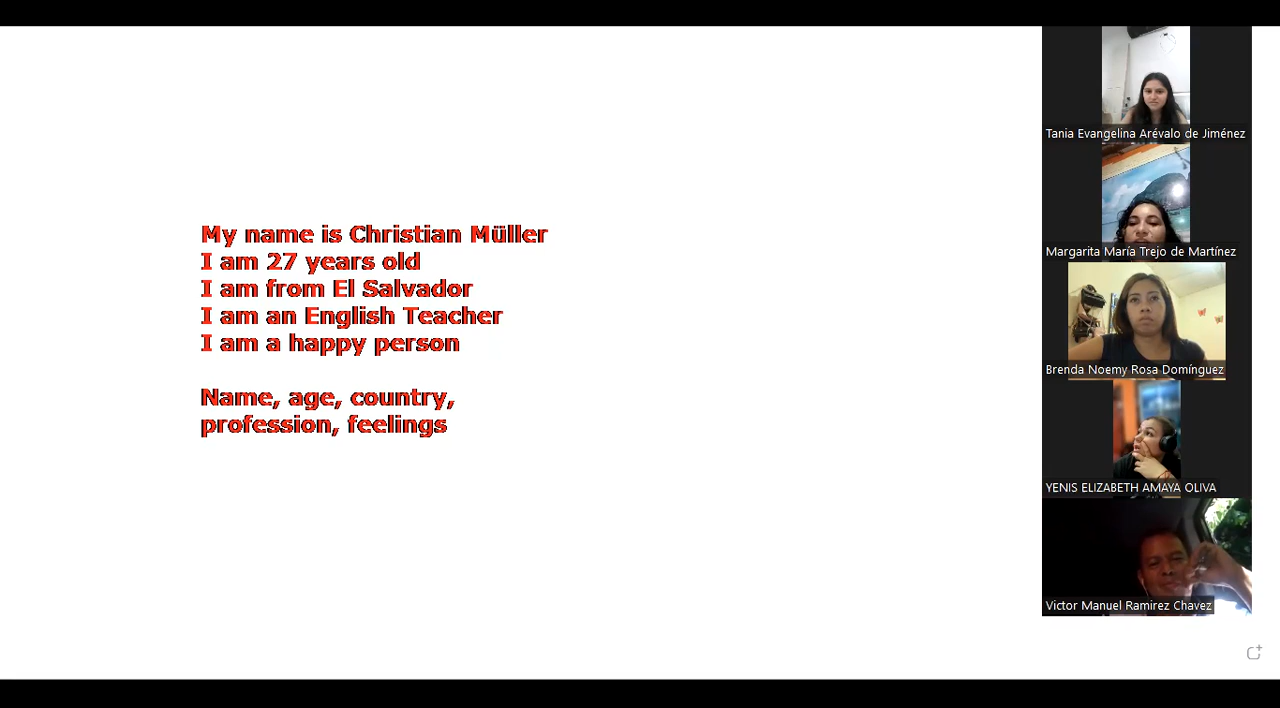 My name is Christian Müller
I am 27 years old
I am from El Salvador
I am an English Teacher
I am a happy person
Name, age, country,
profession, feelings
Tania Evangelina Arévalo de Jiménez
Margarita María Trejo de Martínez
Brenda Noemy Rosa Domínguez
YENIS ELIZABETH AMAYA OLIVA
Victor Manuel Ramirez Chavez